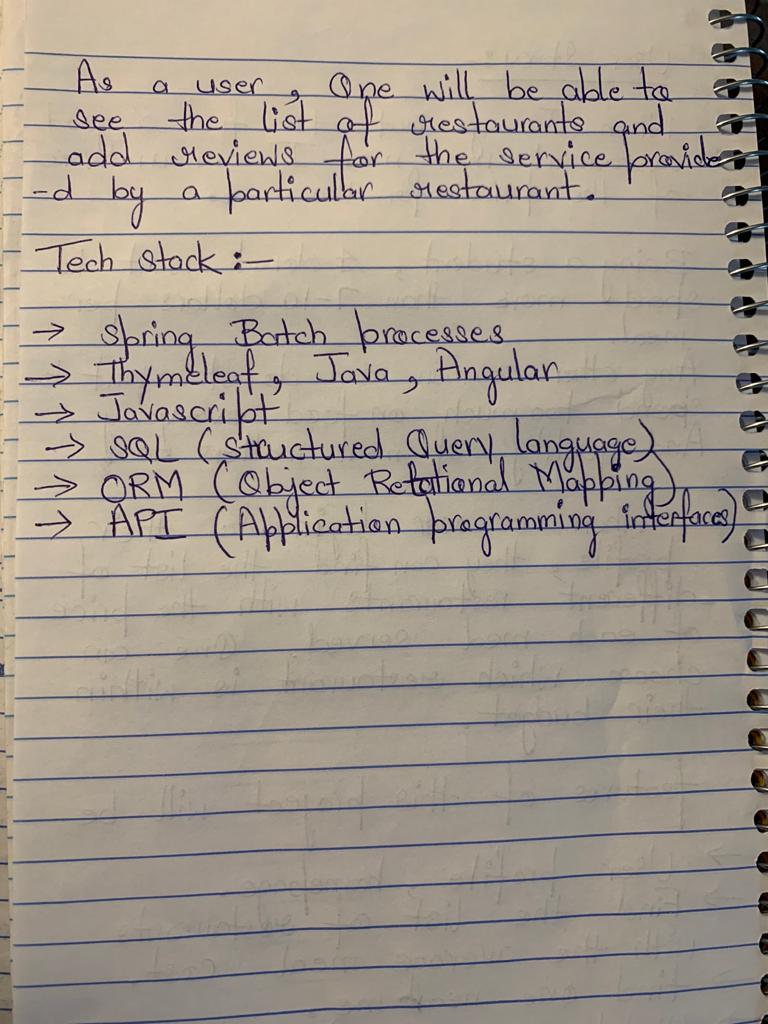 As a user, One will be able to
see the list of restaurants and
add reviews for the service provide
-d by a particular restaurant.
Tech stack :-
→ Spring Batch processes
→ Thymeleaf, Java, Angular
→ Javascript
→ SQL (Structured Query language)
→ ORM (Object Relational Mapping)
→ API (Application programming interfaces)